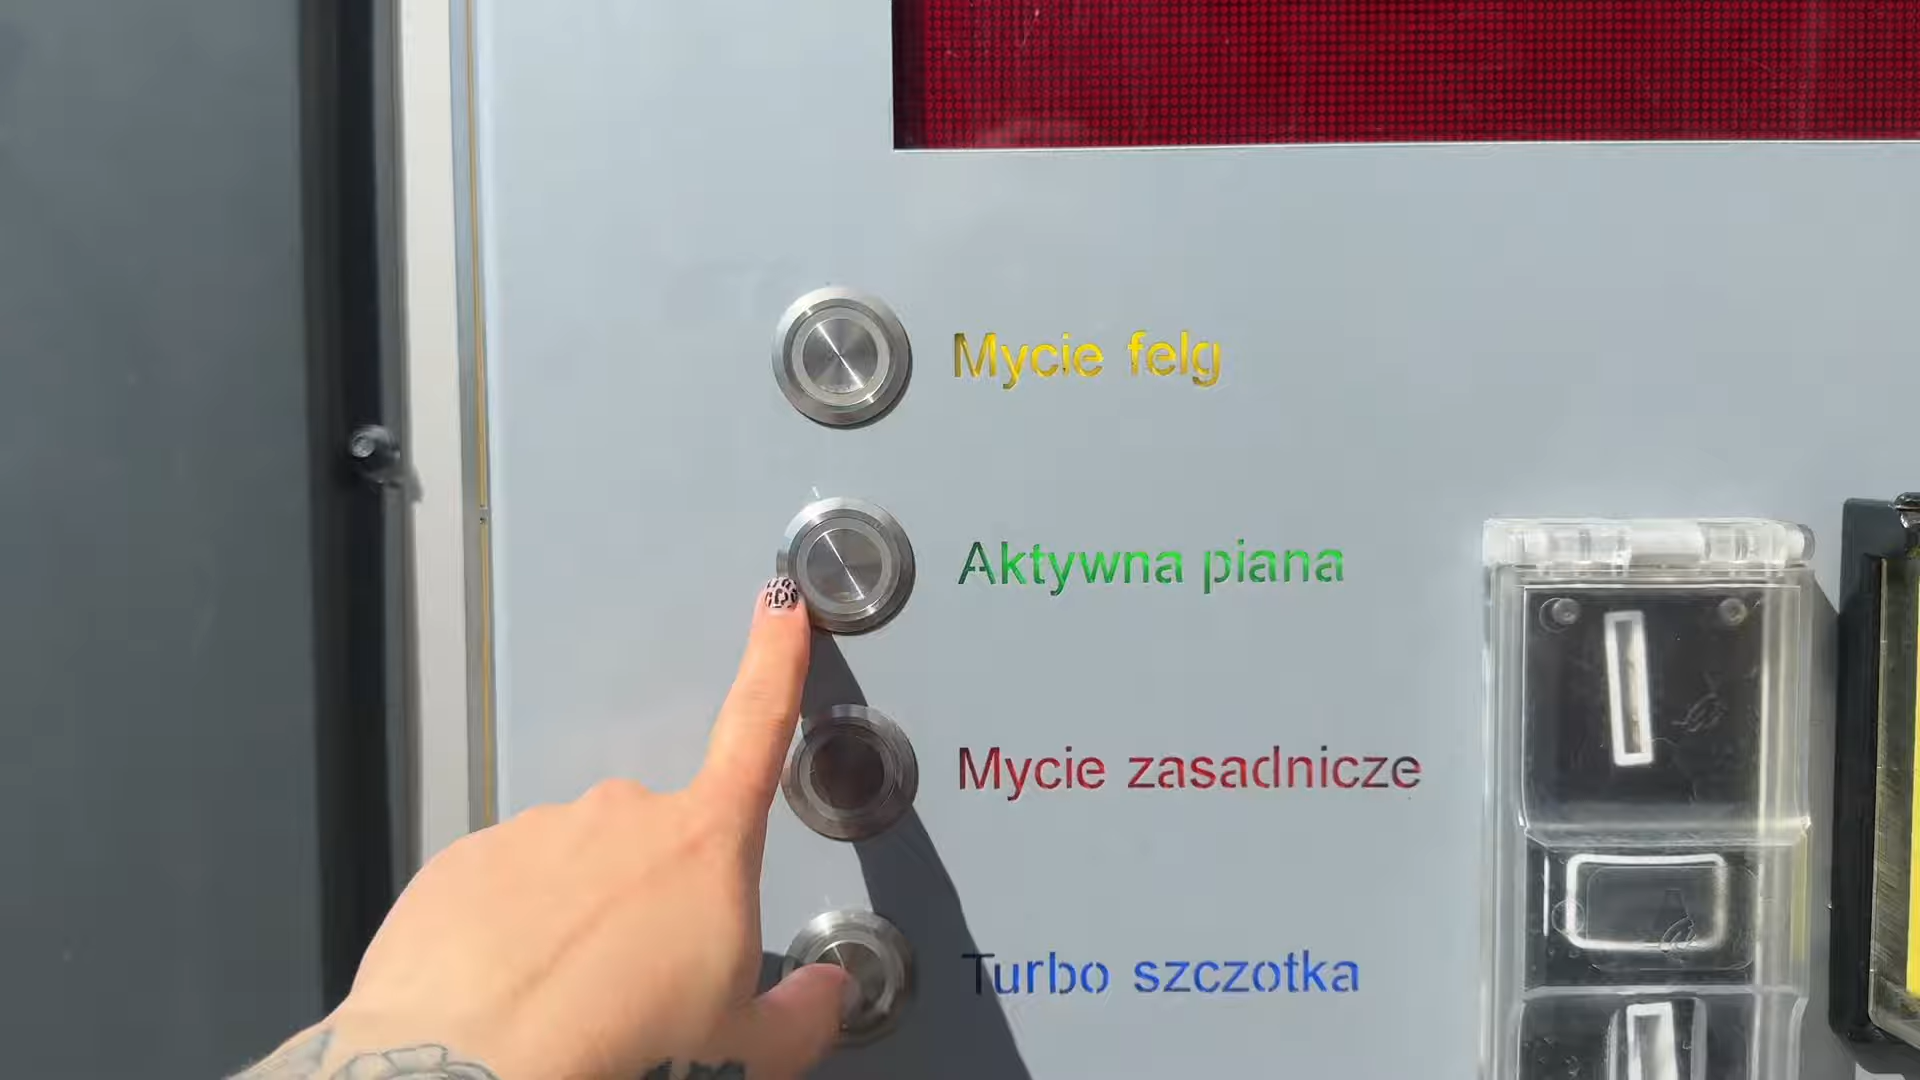 Mycie felg
Aktywna piana
Mycie zasadnicze
Turbo szczotka